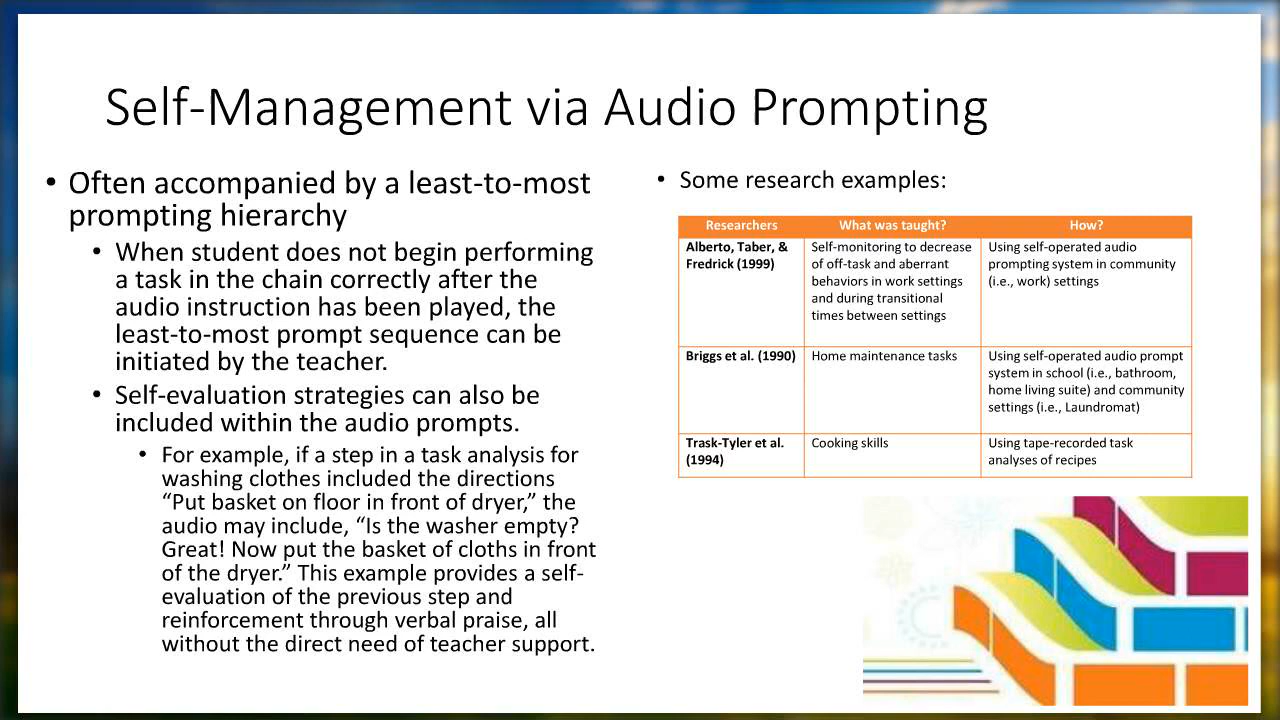 Self-Management via Audio Prompting
• Often accompanied by a least-to-most
prompting hierarchy
• When student does not begin performing
a task in the chain correctly after the
audio instruction has been played, the
least-to-most prompt sequence can be
initiated by the teacher.
• Self-evaluation strategies can also be
included within the audio prompts.
• For example, if a step in a task analysis for
washing clothes included the directions
“Put basket on floor in front of dryer,” the
audio may include, “Is the washer empty?
Great! Now put the basket of cloths in front
of the dryer.” This example provides a self-
evaluation of the previous step and
reinforcement through verbal praise, all
without the direct need of teacher support.
• Some research examples:
Researchers What was taught? How?
Alberto, Taber, &
Fredrick (1999)
Self-monitoring to decrease
of off-task and aberrant
behaviors in work settings
and during transitional
times between settings
Using self-operated audio
prompting system in community
(i.e., work) settings
Briggs et al. (1990)
Home maintenance tasks
Using self-operated audio prompt
system in school (i.e., bathroom,
home living suite) and community
settings (i.e., Laundromat)
Trask-Tyler et al.
(1994)
Cooking skills
Using tape-recorded task
analyses of recipes